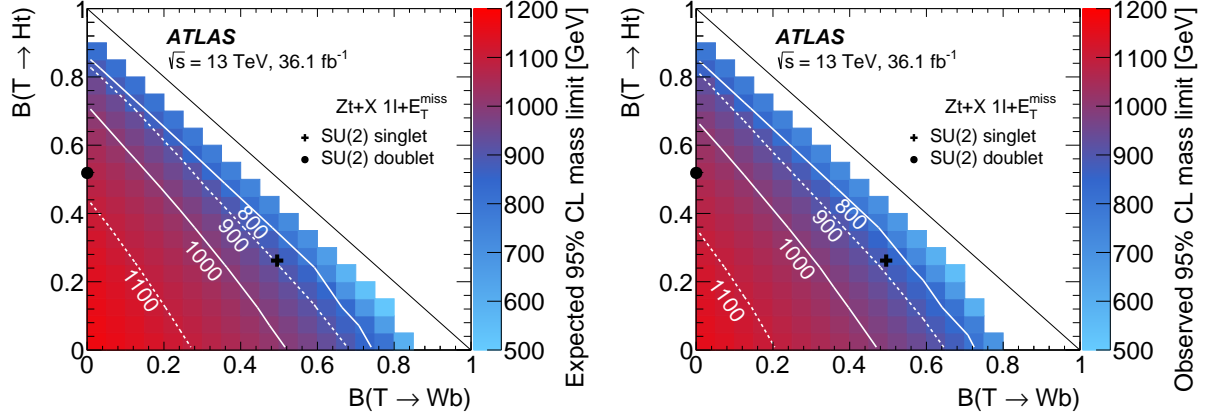 B(T → Ht)
1
0.8
0.6
0.4
0.2
0
0 0.2 0.4 0.6 0.8 1
B(T → Wb)
ATLAS
√s = 13 TeV, 36.1 fb⁻¹
Zt+X 1l+E_T^miss
SU(2) singlet
SU(2) doublet
800
900
1000
1100
1200
1100
1000
900
800
700
600
500
Expected 95% CL mass limit [GeV]
B(T → Ht)
1
0.8
0.6
0.4
0.2
0
0 0.2 0.4 0.6 0.8 1
B(T → Wb)
ATLAS
√s = 13 TeV, 36.1 fb⁻¹
Zt+X 1l+E_T^miss
SU(2) singlet
SU(2) doublet
800
900
1000
1100
1200
1100
1000
900
800
700
600
500
Observed 95% CL mass limit [GeV]